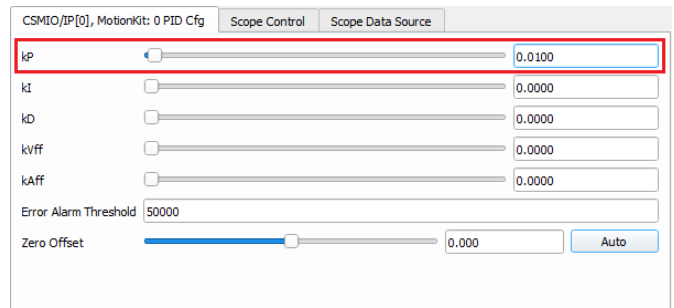 CSMIO/IP[0], MotionKit: 0 PID Cfg Scope Control Scope Data Source
kP 0.0100
kI 0.0000
kD 0.0000
kVff 0.0000
kAff 0.0000
Error Alarm Threshold 50000
Zero Offset 0.000 Auto